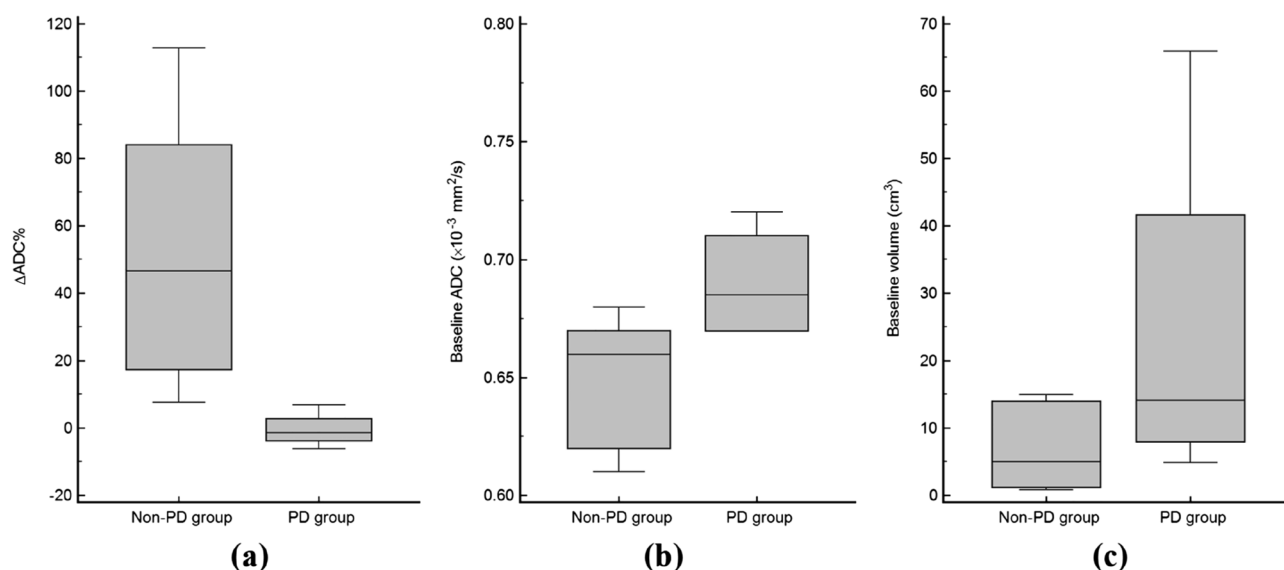 120
100
80
60
40
20
0
-20
ΔADC%
Non-PD group PD group
(a)
0.80
0.75
0.70
0.65
0.60
Baseline ADC (×10⁻³ mm²/s)
Non-PD group PD group
(b)
70
60
50
40
30
20
10
0
Baseline volume (cm³)
Non-PD group PD group
(c)